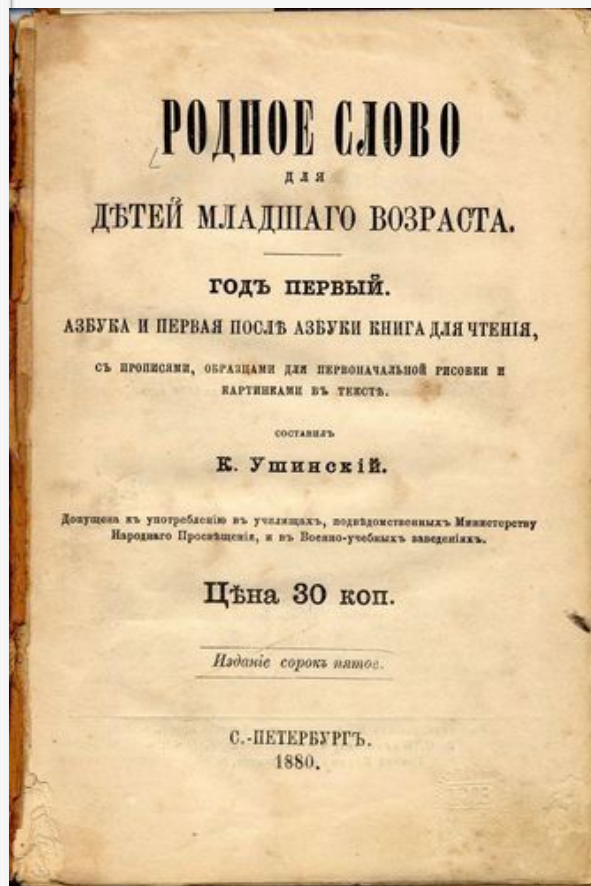 РОДНОЕ СЛОВО
ДЛЯ
ДѢТЕЙ МЛАДШАГО ВОЗРАСТА.
ГОДЪ ПЕРВЫЙ.
АЗБУКА И ПЕРВАЯ ПОСЛѢ АЗБУКИ КНИГА ДЛЯ ЧТЕНІЯ,
СЪ ПРОПИСЯМИ, ОБРАЗЦАМИ ДЛЯ ПЕРВОНАЧАЛЬНОЙ РИСОВКИ И
КАРТИНКАМИ ВЪ ТЕКСТѢ.
СОСТАВИЛЪ
К. Ушинскій.
Допущена къ употребленію въ училищахъ, подвѣдомственныхъ Министерству
Народнаго Просвѣщенія, и въ Военно-учебныхъ заведеніяхъ.
Цѣна 30 коп.
Изданіе сорокъ пятое.
С.-ПЕТЕРБУРГЪ.
1880.